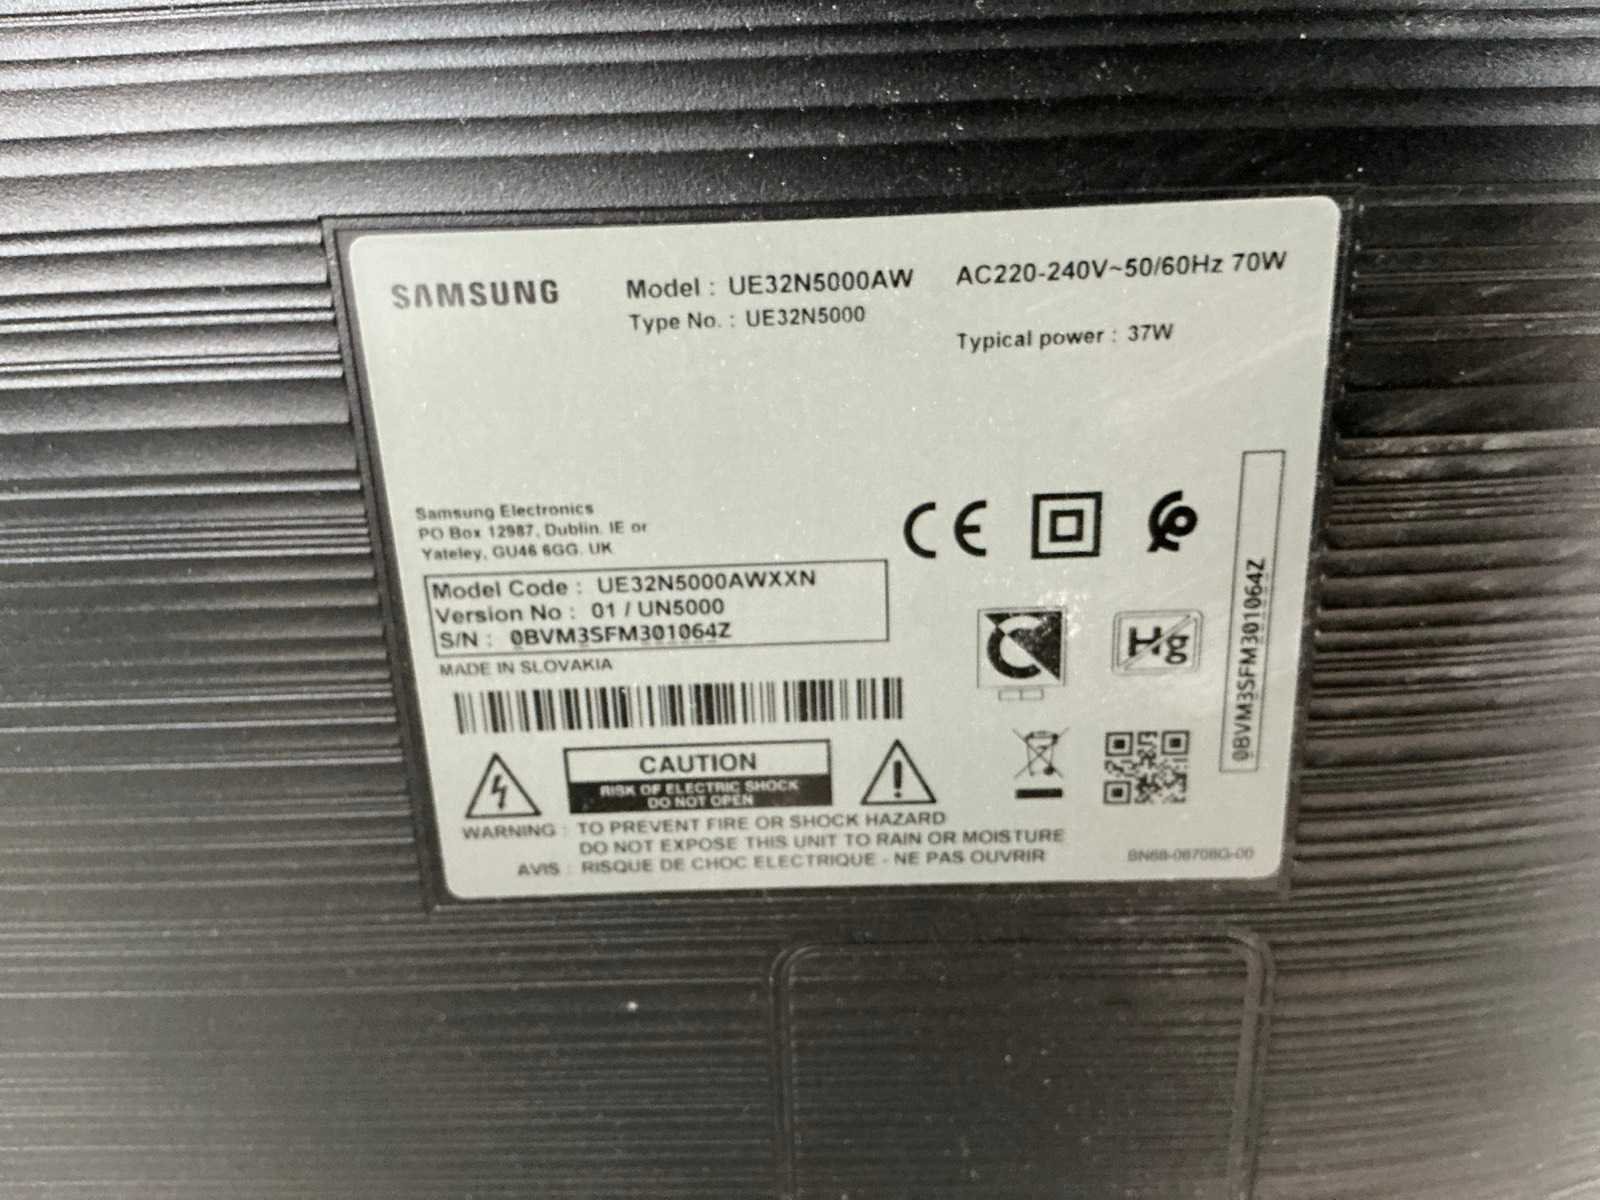 SAMSUNG
Model : UE32N5000AW
Type No. : UE32N5000
AC220-240V~50/60Hz 70W
Typical power : 37W
Samsung Electronics
PO Box 12987, Dublin. IE or
Yateley, GU46 6GG. UK
Model Code : UE32N5000AWXXN
Version No : 01 / UN5000
S/N : 0BVM3SFM301064Z
MADE IN SLOVAKIA
CE
Hg
0BVM3SFM301064Z
CAUTION
RISK OF ELECTRIC SHOCK
DO NOT OPEN
WARNING : TO PREVENT FIRE OR SHOCK HAZARD
DO NOT EXPOSE THIS UNIT TO RAIN OR MOISTURE
AVIS : RISQUE DE CHOC ELECTRIQUE - NE PAS OUVRIR